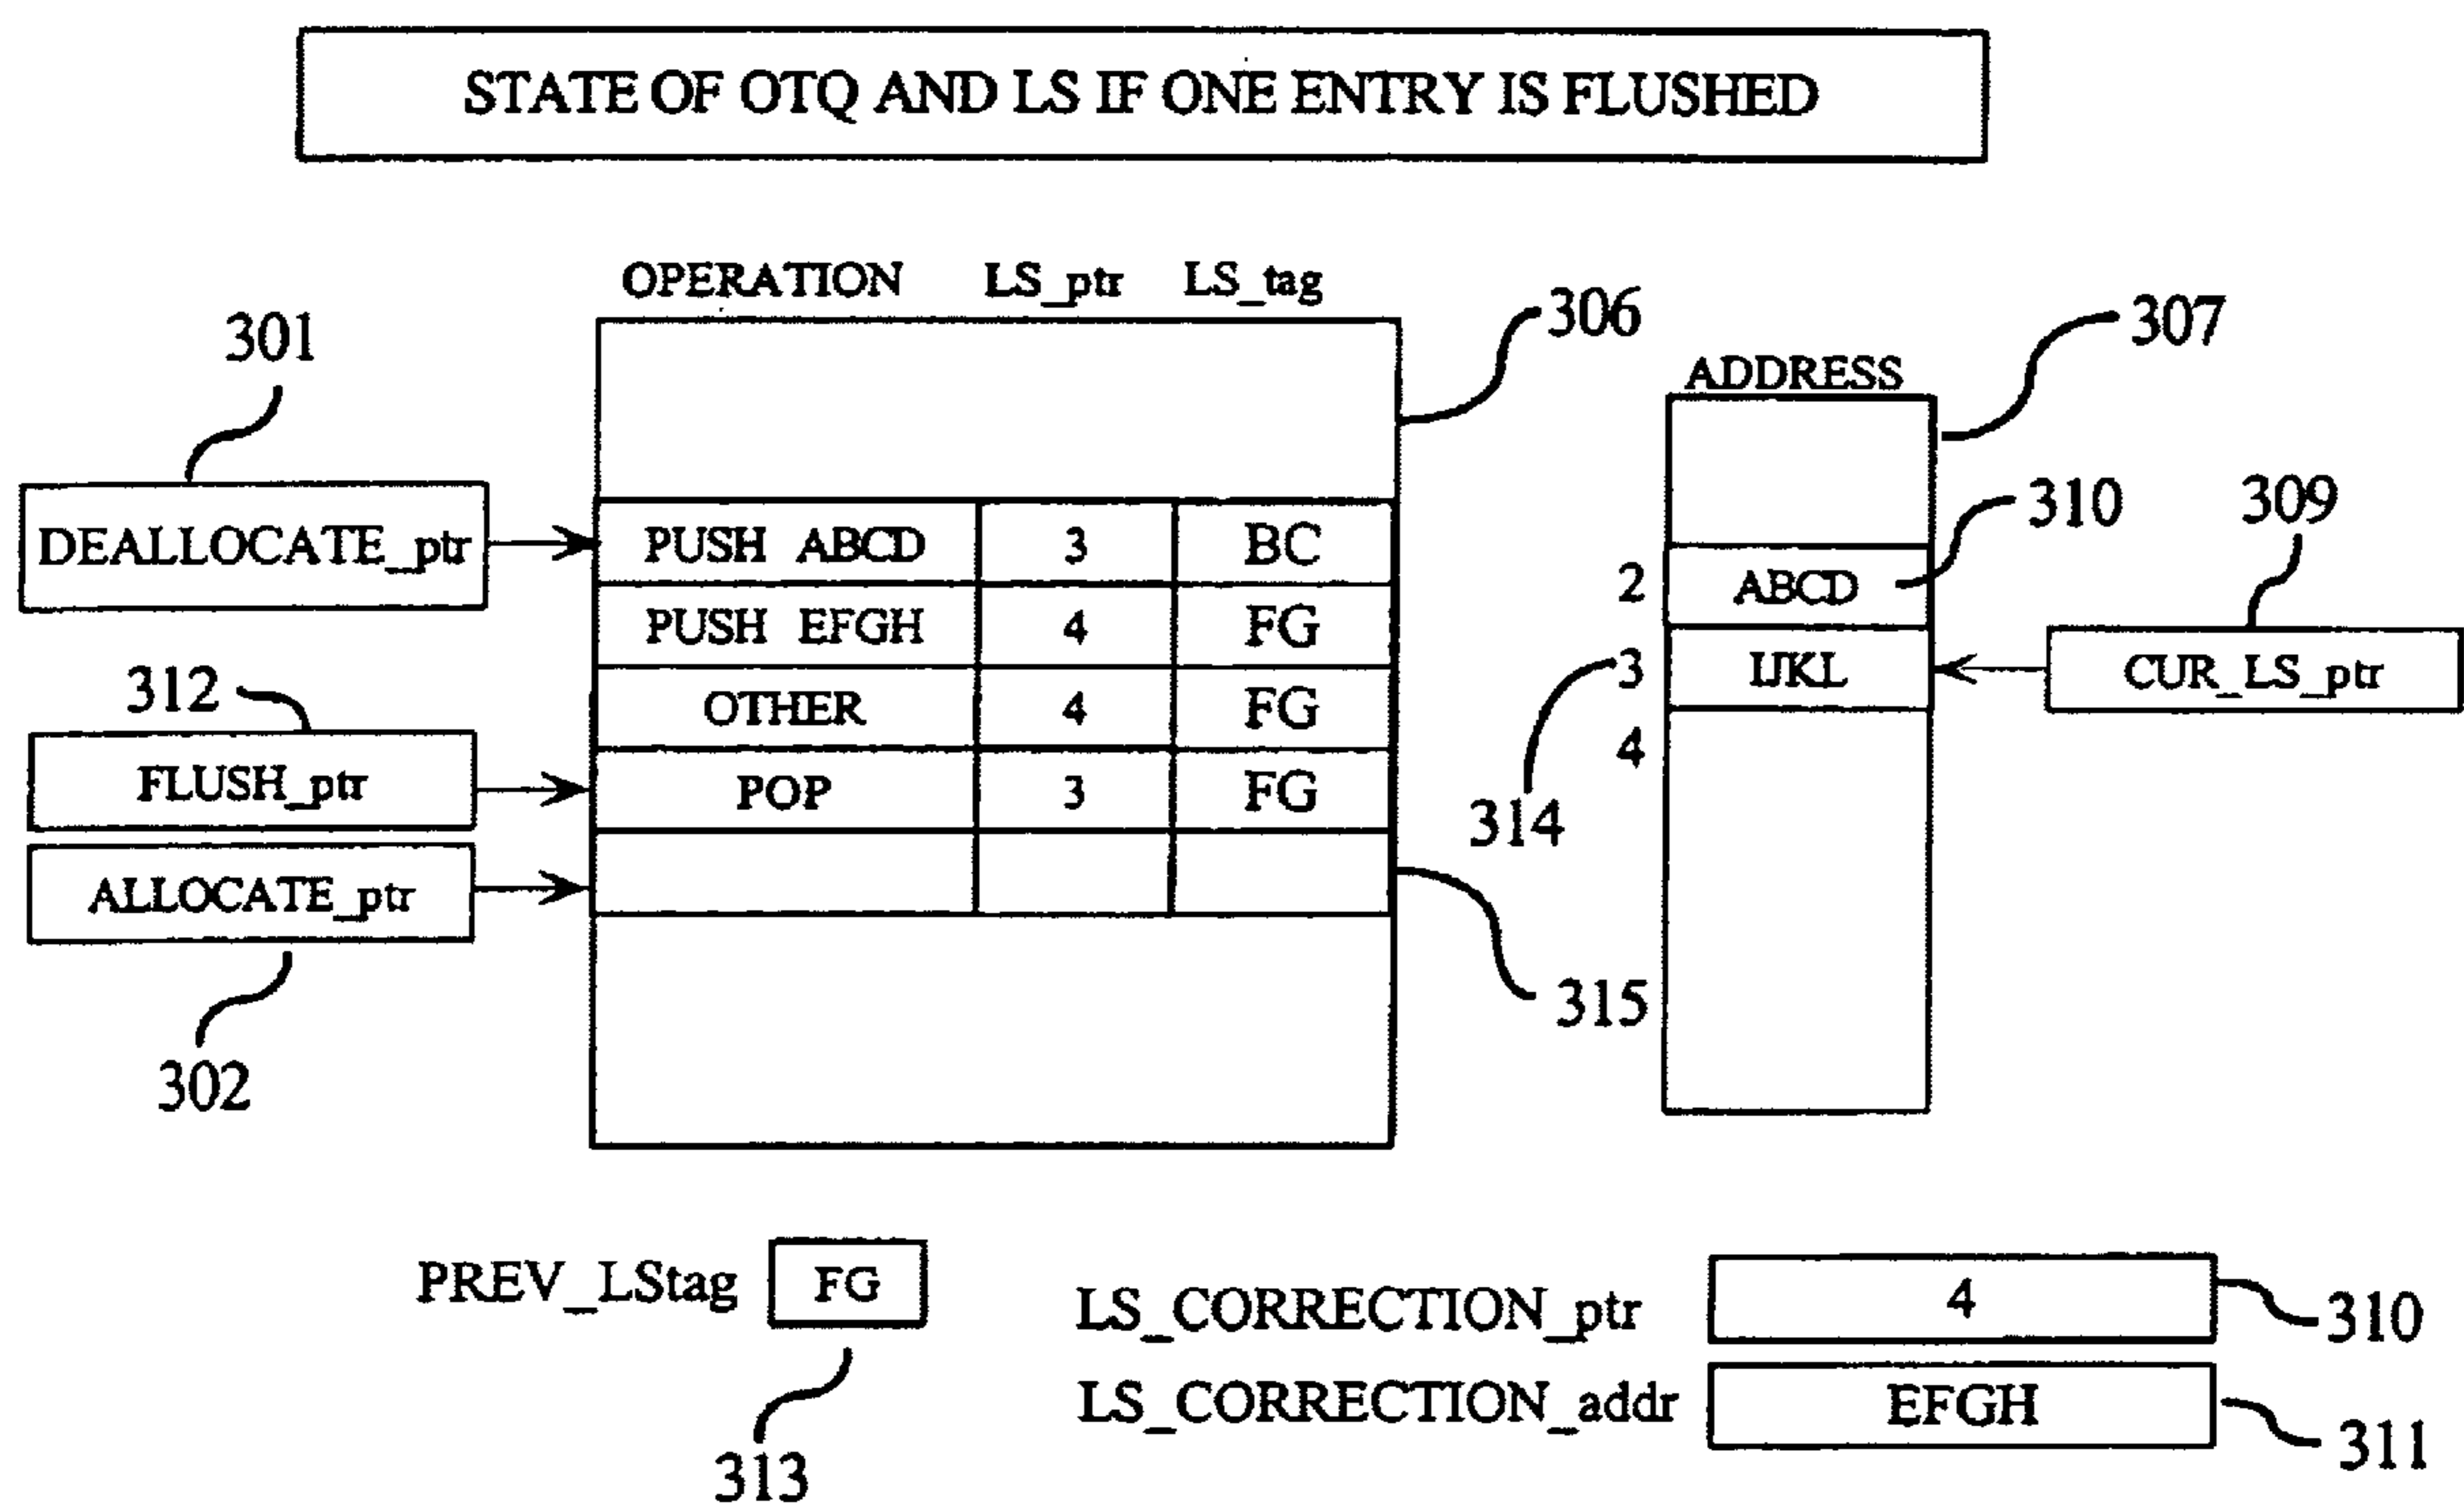 STATE OF OTQ AND LS IF ONE ENTRY IS FLUSHED
OPERATION LS_ptr LS_tag
306
307
301
ADDRESS
310
309
DEALLOCATE_ptr
PUSH ABCD 3 BC
2 ABCD
PUSH EFGH 4 FG
3 IJKL
CUR_LS_ptr
312
OTHER 4 FG
4
FLUSH_ptr
POP 3 FG
314
ALLOCATE_ptr
315
302
PREV_LStag FG
LS_CORRECTION_ptr 4
310
LS_CORRECTION_addr EFGH
311
313